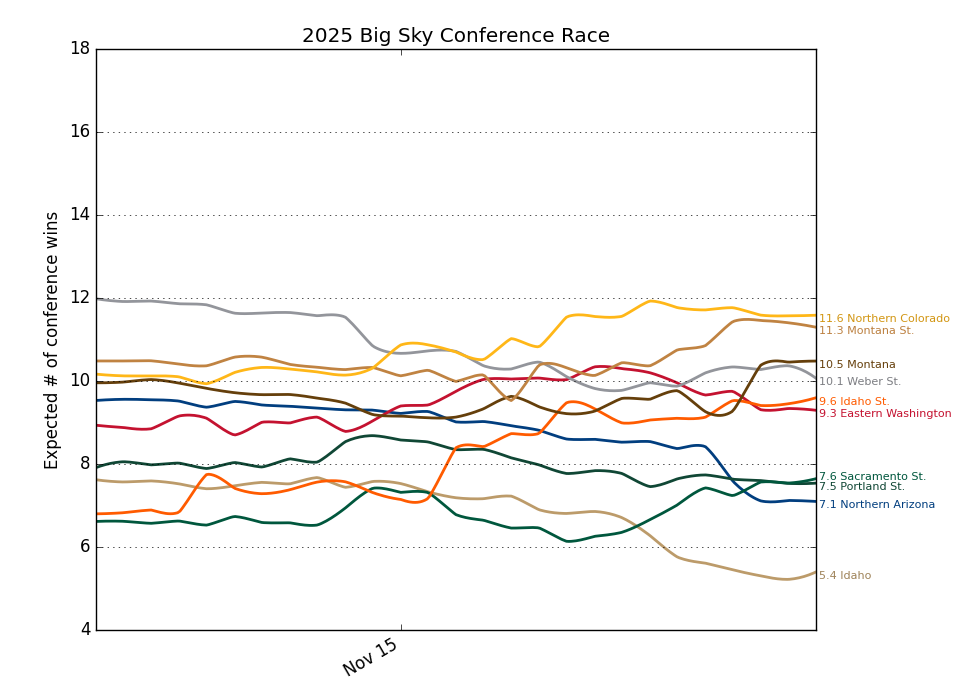 2025 Big Sky Conference Race
Expected # of conference wins
18
16
14
12
10
8
6
4
Nov 15
11.6 Northern Colorado
11.3 Montana St.
10.5 Montana
10.1 Weber St.
9.6 Idaho St.
9.3 Eastern Washington
7.6 Sacramento St.
7.5 Portland St.
7.1 Northern Arizona
5.4 Idaho